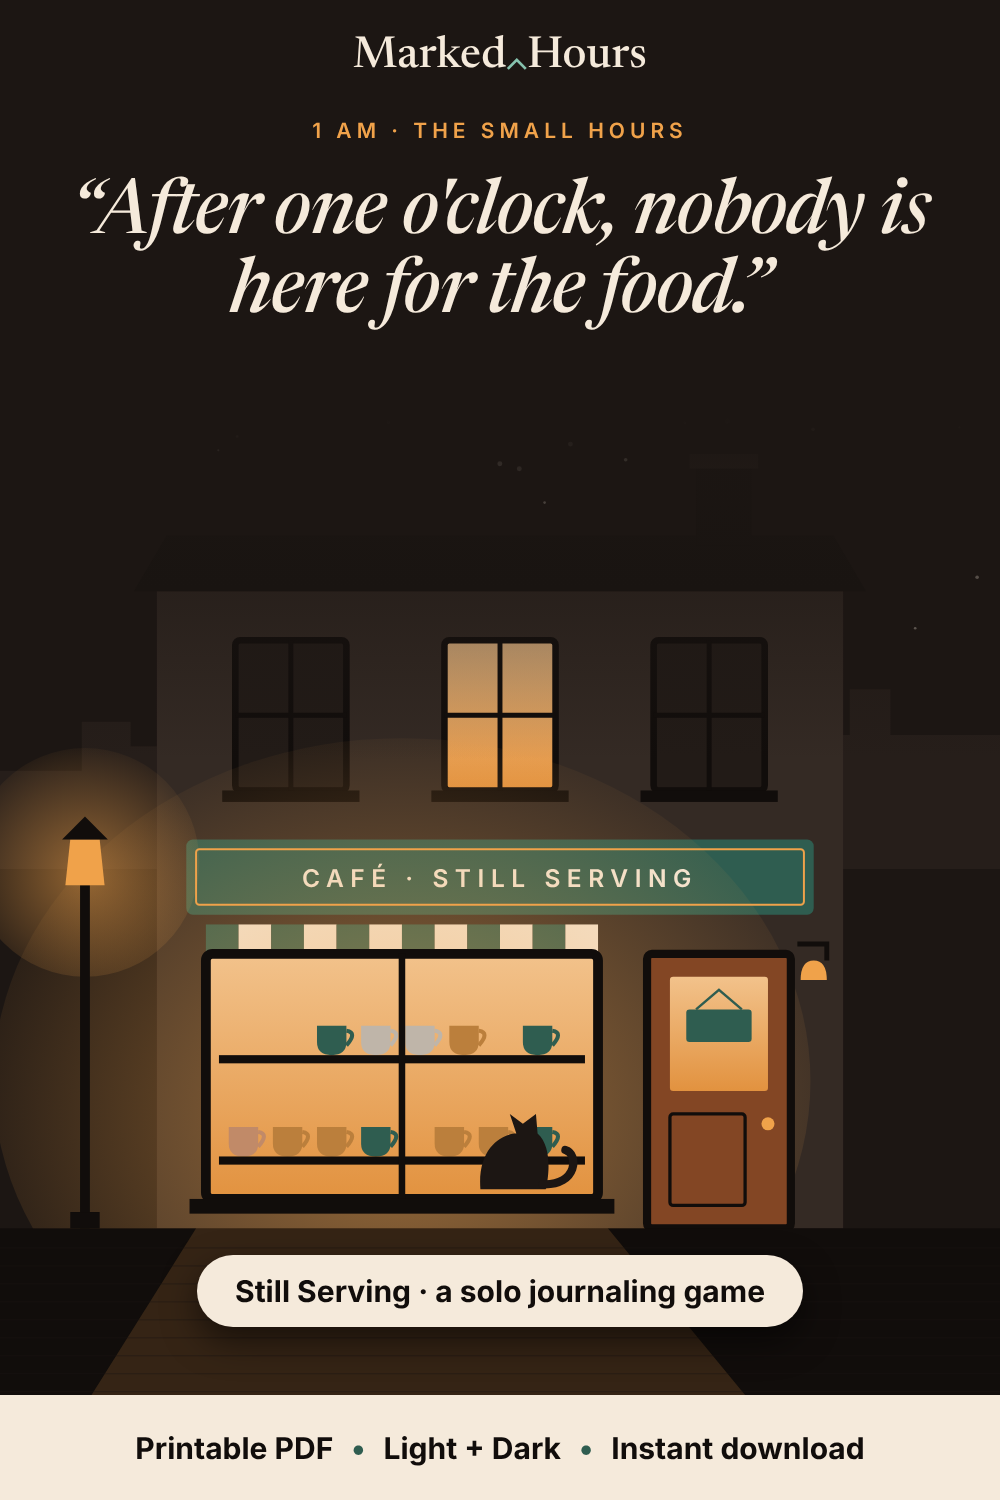 Marked‸Hours
1 AM · THE SMALL HOURS
“After one o'clock, nobody is
here for the food.”
CAFÉ · STILL SERVING
Still Serving · a solo journaling game
Printable PDF • Light + Dark • Instant download